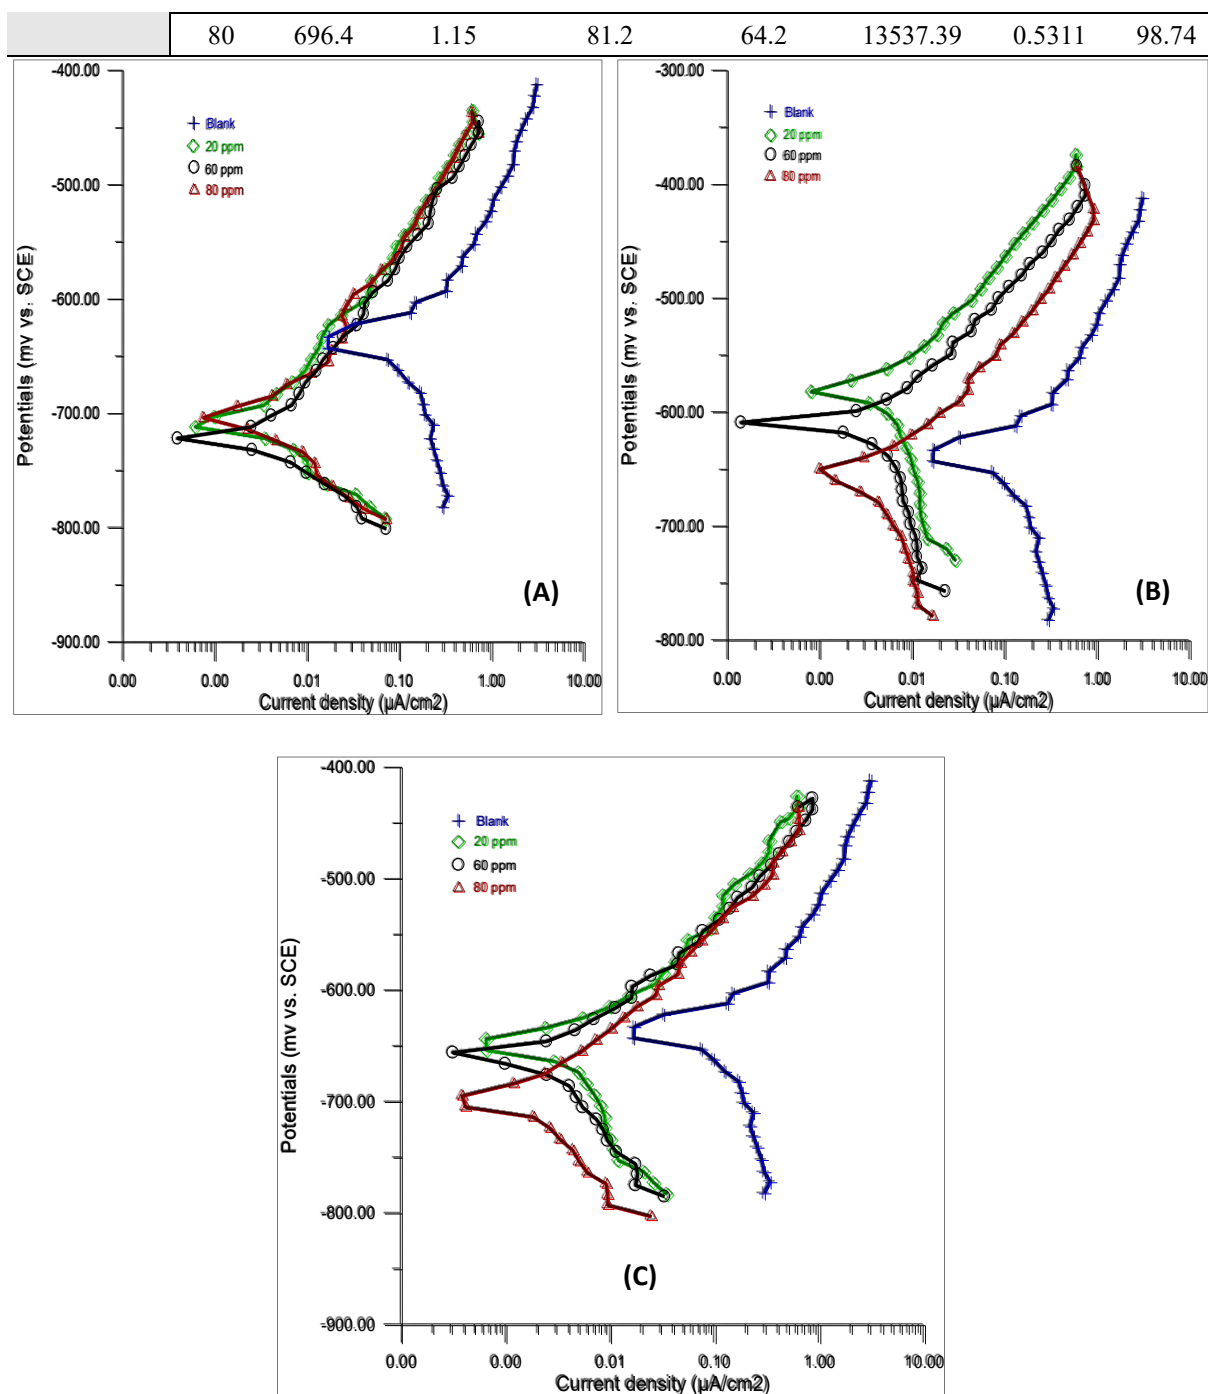 80 696.4 1.15 81.2 64.2 13537.39 0.5311 98.74
-400.00
-500.00
-600.00
-700.00
-800.00
-900.00
Potentials (mv vs. SCE)
Blank
20 ppm
60 ppm
80 ppm
(A)
0.00 0.00 0.01 0.10 1.00 10.00
Current density (µA/cm2)
-300.00
-400.00
-500.00
-600.00
-700.00
-800.00
Potentials (mv vs. SCE)
Blank
20 ppm
60 ppm
80 ppm
(B)
0.00 0.00 0.01 0.10 1.00 10.00
Current density (µA/cm2)
-400.00
-500.00
-600.00
-700.00
-800.00
-900.00
Potentials (mv vs. SCE)
Blank
20 ppm
60 ppm
80 ppm
(C)
0.00 0.00 0.01 0.10 1.00 10.00
Current density (µA/cm2)